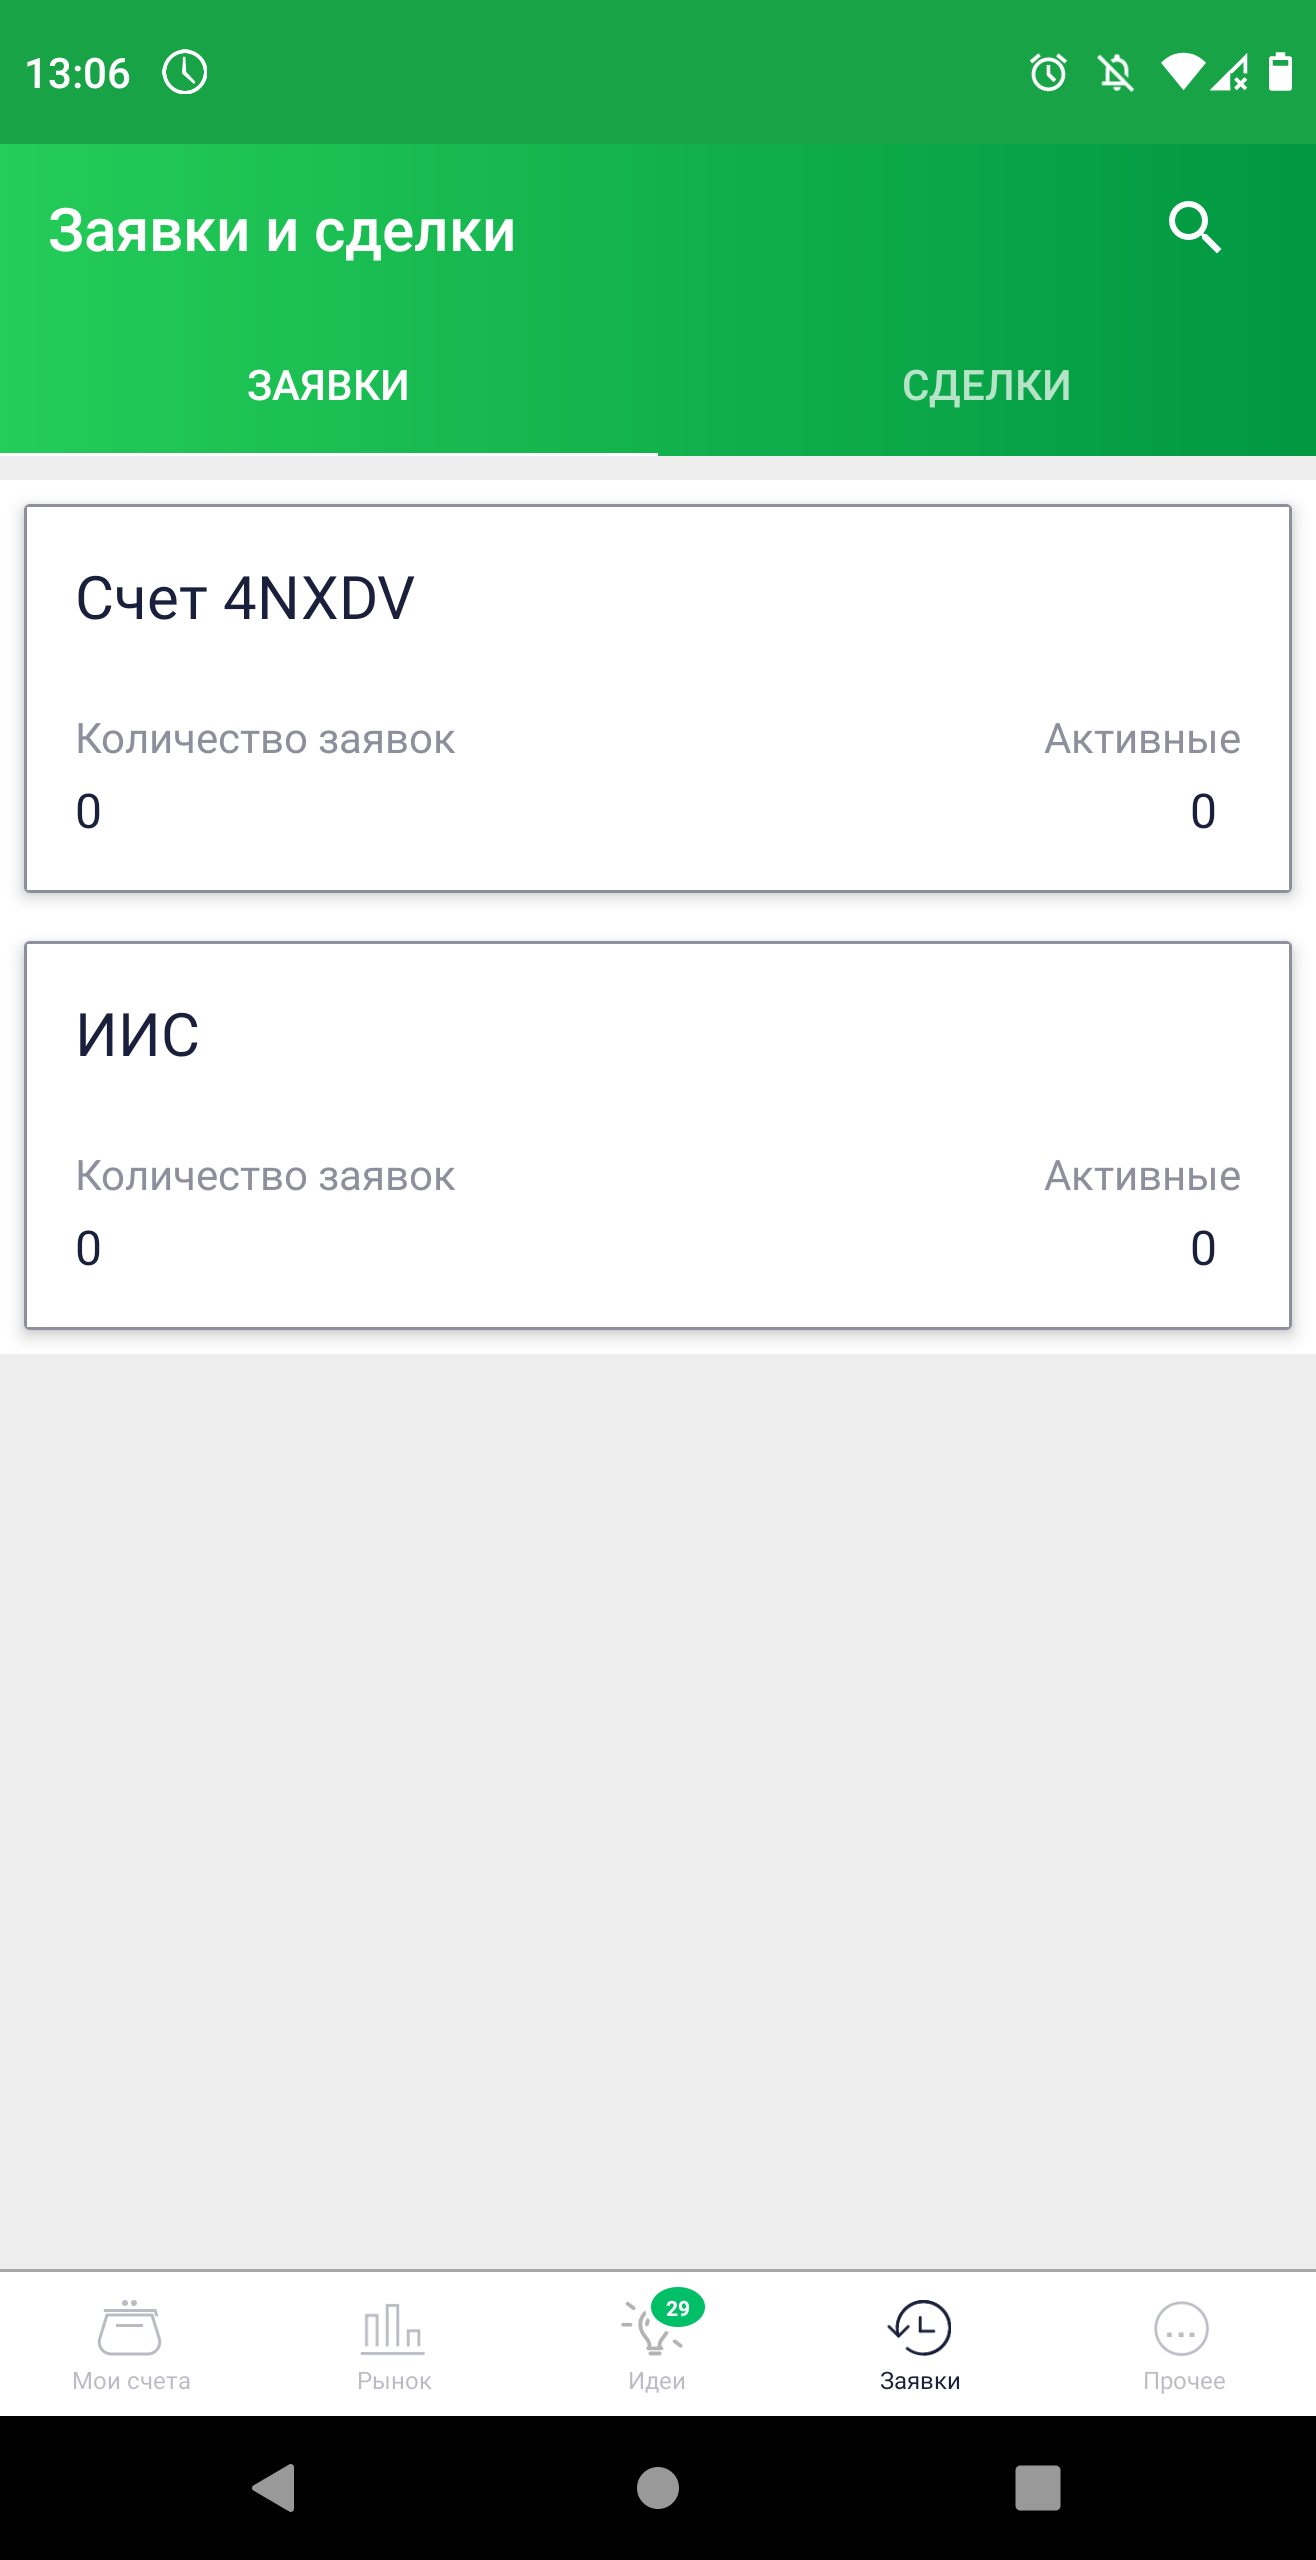 13:06
Заявки и сделки
ЗАЯВКИ
СДЕЛКИ
Счет 4NXDV
Количество заявок
Активные
0
0
ИИС
Количество заявок
Активные
0
0
29
Мои счета
Рынок
Идеи
Заявки
Прочее